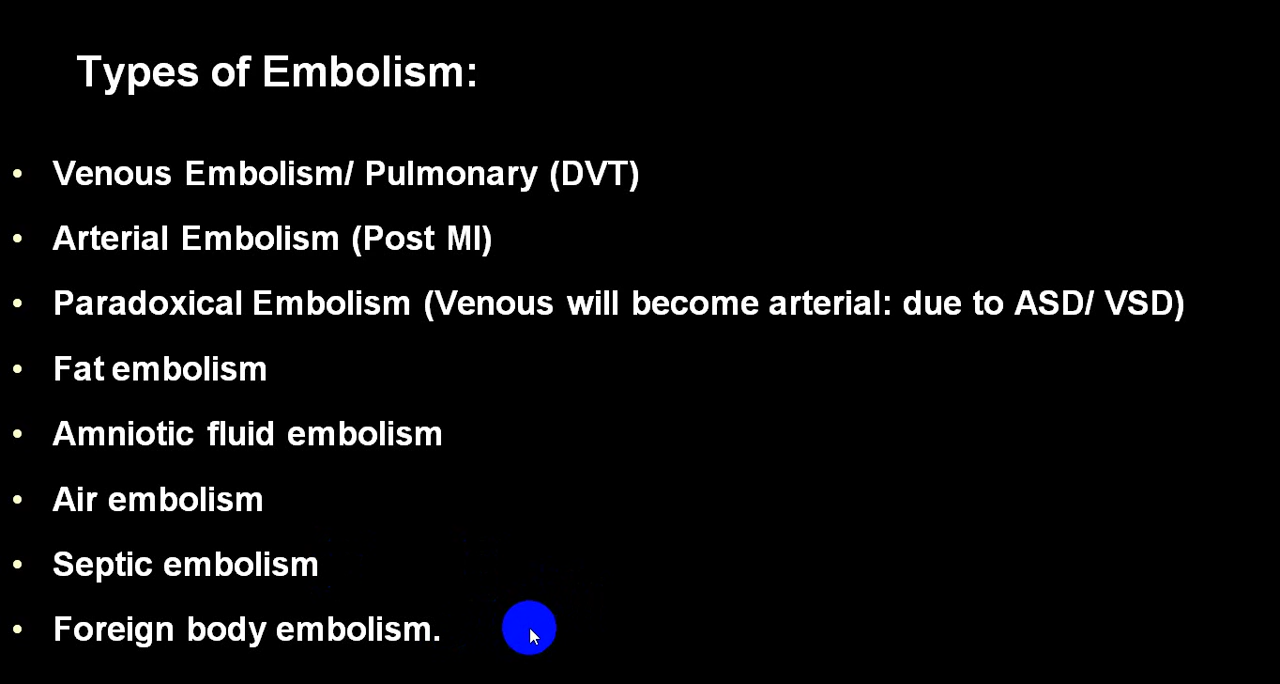 Types of Embolism:
• Venous Embolism/ Pulmonary (DVT)
• Arterial Embolism (Post MI)
• Paradoxical Embolism (Venous will become arterial: due to ASD/ VSD)
• Fat embolism
• Amniotic fluid embolism
• Air embolism
• Septic embolism
• Foreign body embolism.